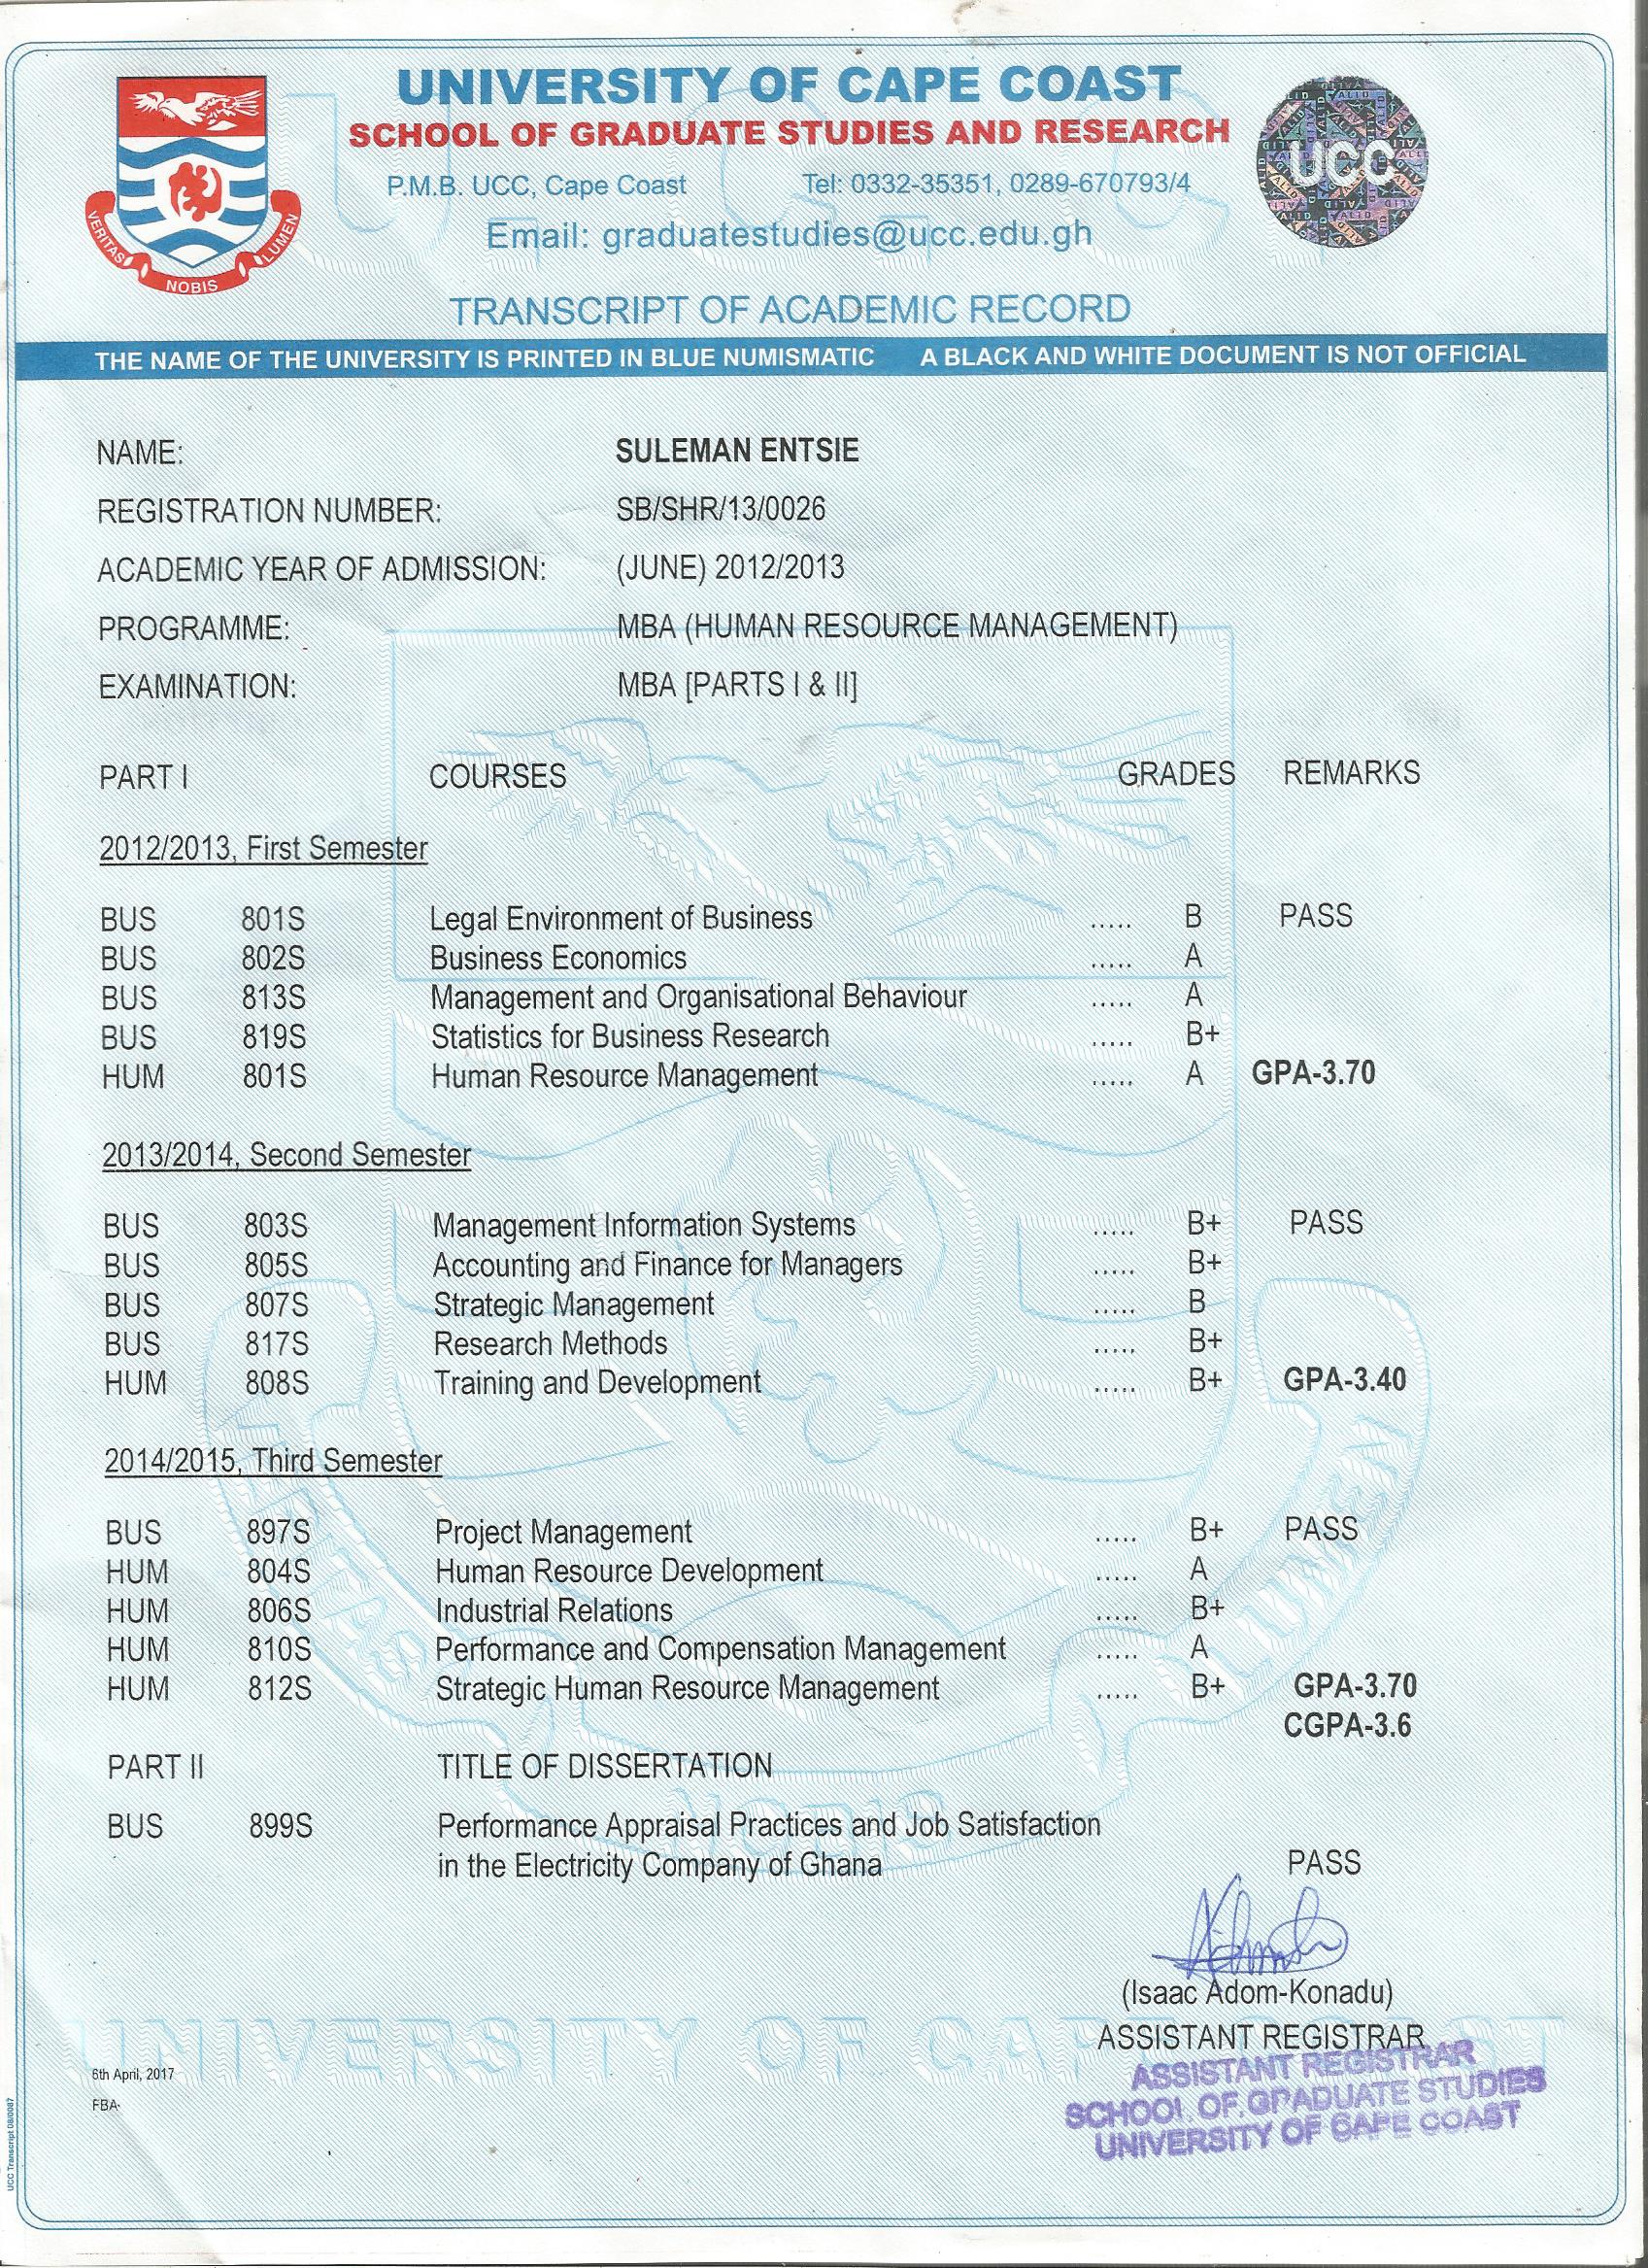 UNIVERSITY OF CAPE COAST
SCHOOL OF GRADUATE STUDIES AND RESEARCH
P.M.B. UCC, Cape Coast Tel: 0332-35351, 0289-670793/4
Email: graduatestudies@ucc.edu.gh
VERITAS NOBIS LUMEN
UCC
TRANSCRIPT OF ACADEMIC RECORD
THE NAME OF THE UNIVERSITY IS PRINTED IN BLUE NUMISMATIC A BLACK AND WHITE DOCUMENT IS NOT OFFICIAL
NAME: SULEMAN ENTSIE
REGISTRATION NUMBER: SB/SHR/13/0026
ACADEMIC YEAR OF ADMISSION: (JUNE) 2012/2013
PROGRAMME: MBA (HUMAN RESOURCE MANAGEMENT)
EXAMINATION: MBA [PARTS I & II]
PART I COURSES GRADES REMARKS
2012/2013, First Semester
BUS 801S Legal Environment of Business ..... B PASS
BUS 802S Business Economics ..... A
BUS 813S Management and Organisational Behaviour ..... A
BUS 819S Statistics for Business Research ..... B+
HUM 801S Human Resource Management ..... A GPA-3.70
2013/2014, Second Semester
BUS 803S Management Information Systems ..... B+ PASS
BUS 805S Accounting and Finance for Managers ..... B+
BUS 807S Strategic Management ..... B
BUS 817S Research Methods ..... B+
HUM 808S Training and Development ..... B+ GPA-3.40
2014/2015, Third Semester
BUS 897S Project Management ..... B+ PASS
HUM 804S Human Resource Development ..... A
HUM 806S Industrial Relations ..... B+
HUM 810S Performance and Compensation Management ..... A
HUM 812S Strategic Human Resource Management ..... B+ GPA-3.70
CGPA-3.6
PART II TITLE OF DISSERTATION
BUS 899S Performance Appraisal Practices and Job Satisfaction
in the Electricity Company of Ghana PASS
(Isaac Adom-Konadu)
ASSISTANT REGISTRAR
ASSISTANT REGISTRAR
SCHOOL OF GRADUATE STUDIES
UNIVERSITY OF CAPE COAST
UNIVERSITY OF CAPE COAST
6th April, 2017
FBA-
UCC Transcript 08/0087